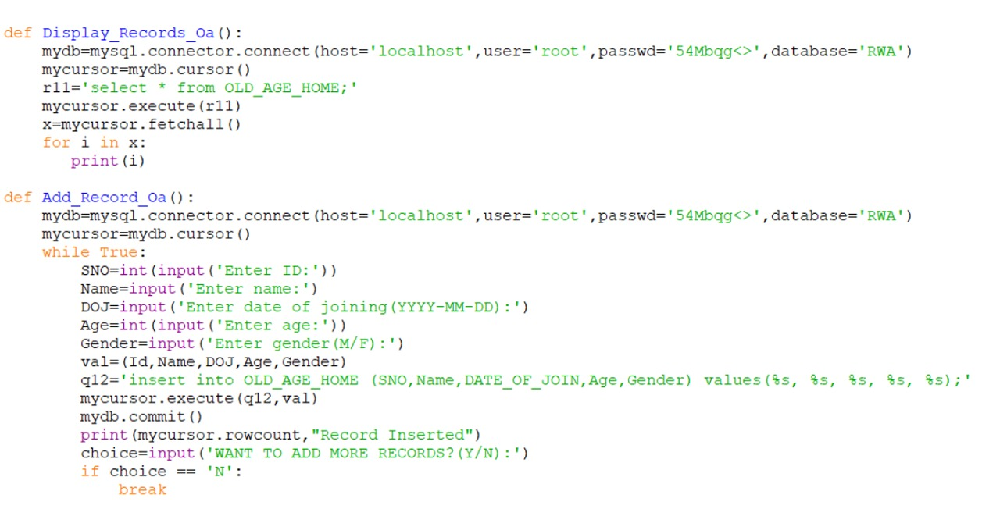 def Display_Records_Oa():
    mydb=mysql.connector.connect(host='localhost',user='root',passwd='54Mbqg<>',database='RWA')
    mycursor=mydb.cursor()
    r11='select * from OLD_AGE_HOME;'
    mycursor.execute(r11)
    x=mycursor.fetchall()
    for i in x:
       print(i)

def Add_Record_Oa():
    mydb=mysql.connector.connect(host='localhost',user='root',passwd='54Mbqg<>',database='RWA')
    mycursor=mydb.cursor()
    while True:
        SNO=int(input('Enter ID:'))
        Name=input('Enter name:')
        DOJ=input('Enter date of joining(YYYY-MM-DD):')
        Age=int(input('Enter age:'))
        Gender=input('Enter gender(M/F):')
        val=(Id,Name,DOJ,Age,Gender)
        q12='insert into OLD_AGE_HOME (SNO,Name,DATE_OF_JOIN,Age,Gender) values(%s, %s, %s, %s, %s);'
        mycursor.execute(q12,val)
        mydb.commit()
        print(mycursor.rowcount,"Record Inserted")
        choice=input('WANT TO ADD MORE RECORDS?(Y/N):')
        if choice == 'N':
            break